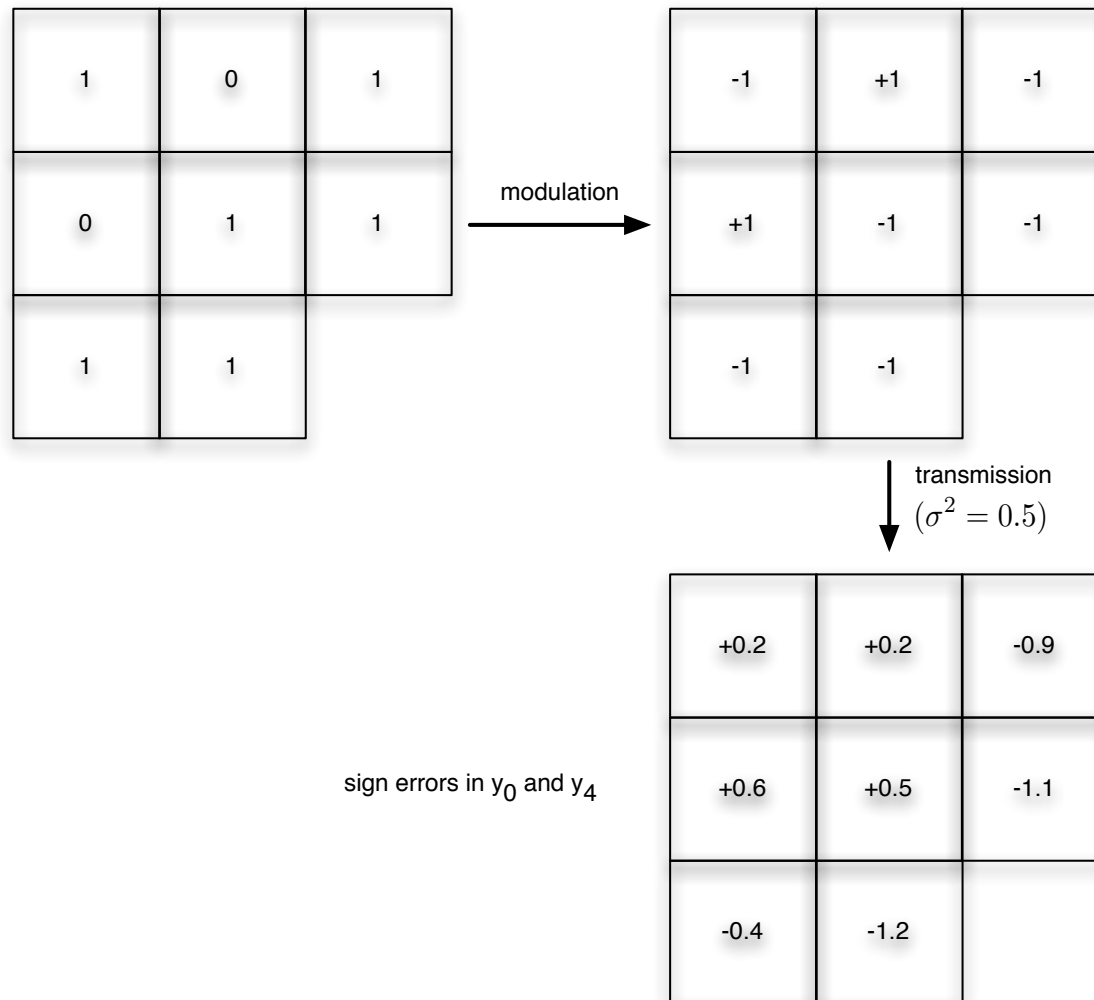 1 0 1 -1 +1 -1
0 1 1 modulation +1 -1 -1
1 1 -1 -1
transmission
(σ² = 0.5)
+0.2 +0.2 -0.9
sign errors in y₀ and y₄ +0.6 +0.5 -1.1
-0.4 -1.2